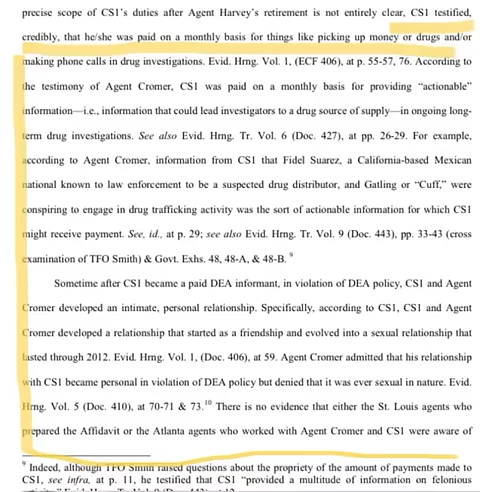 precise scope of CS1's duties after Agent Harvey's retirement is not entirely clear, CS1 testified,
credibly, that he/she was paid on a monthly basis for things like picking up money or drugs and/or
making phone calls in drug investigations. Evid. Hrng. Vol. 1, (ECF 406), at p. 55-57, 76. According to
the testimony of Agent Cromer, CS1 was paid on a monthly basis for providing “actionable”
information—i.e., information that could lead investigators to a drug source of supply—in ongoing long-
term drug investigations. See also Evid. Hrng. Tr. Vol. 6 (Doc. 427), at pp. 26-29. For example,
according to Agent Cromer, information from CS1 that Fidel Suarez, a California-based Mexican
national known to law enforcement to be a suspected drug distributor, and Gatling or “Cuff,” were
conspiring to engage in drug trafficking activity was the sort of actionable information for which CS1
might receive payment. See, id., at p. 29; see also Evid. Hrng. Tr. Vol. 9 (Doc. 443), pp. 33-43 (cross
examination of TFO Smith) & Govt. Exhs. 48, 48-A, & 48-B. 9
Sometime after CS1 became a paid DEA informant, in violation of DEA policy, CS1 and Agent
Cromer developed an intimate, personal relationship. Specifically, according to CS1, CS1 and Agent
Cromer developed a relationship that started as a friendship and evolved into a sexual relationship that
lasted through 2012. Evid. Hrng. Vol. 1, (Doc. 406), at 59. Agent Cromer admitted that his relationship
with CS1 became personal in violation of DEA policy but denied that it was ever sexual in nature. Evid.
Hrng. Vol. 5 (Doc. 410), at 70-71 & 73.10 There is no evidence that either the St. Louis agents who
prepared the Affidavit or the Atlanta agents who worked with Agent Cromer and CS1 were aware of
9 Indeed, although TFO Smith raised questions about the propriety of the amount of payments made to
CS1, see infra, at p. 11, he testified that CS1 “provided a multitude of information on felonious